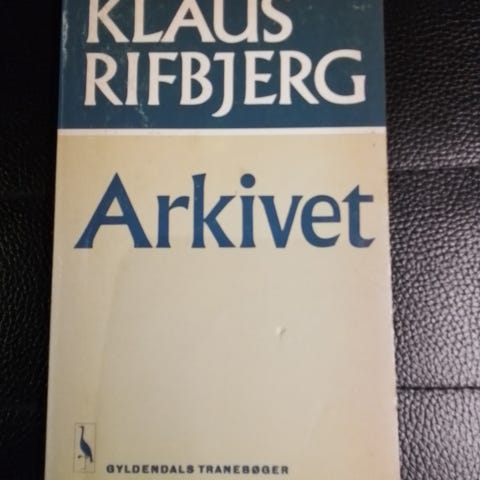 KLAUS
RIFBJERG
Arkivet
GYLDENDALS TRANEBØGER